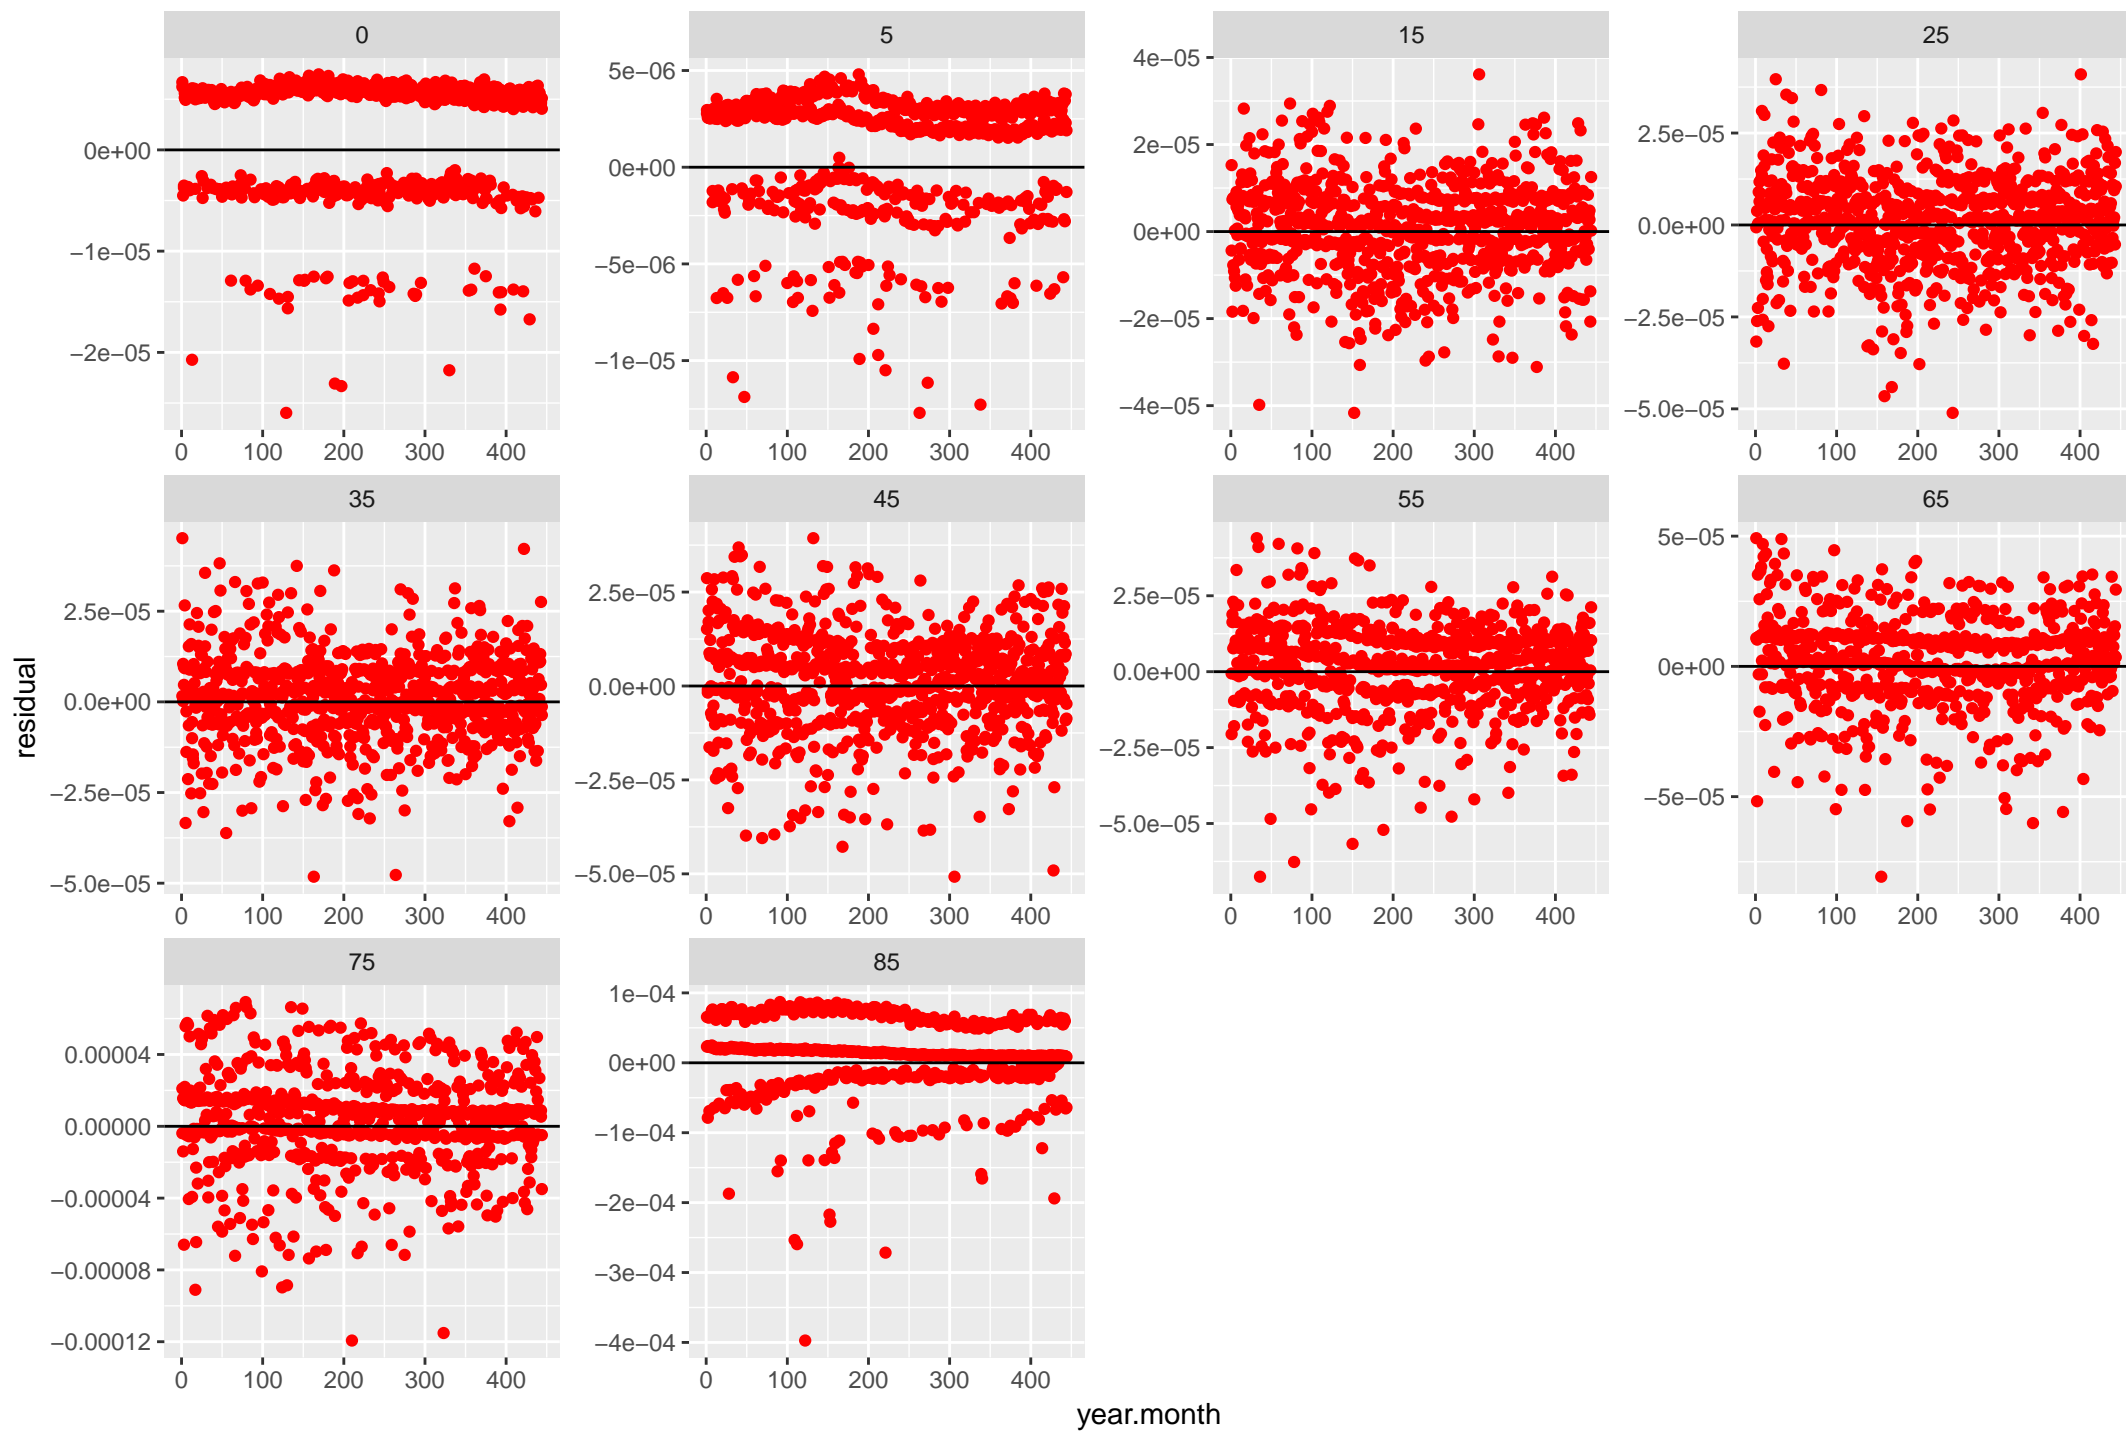 0 5 15 25
0e+00
−1e−05
−2e−05
0 100 200 300 400
5e−06
0e+00
−5e−06
−1e−05
0 100 200 300 400
4e−05
2e−05
0e+00
−2e−05
−4e−05
0 100 200 300 400
2.5e−05
0.0e+00
−2.5e−05
−5.0e−05
0 100 200 300 400
35 45 55 65
2.5e−05
0.0e+00
−2.5e−05
−5.0e−05
0 100 200 300 400
2.5e−05
0.0e+00
−2.5e−05
−5.0e−05
0 100 200 300 400
2.5e−05
0.0e+00
−2.5e−05
−5.0e−05
0 100 200 300 400
5e−05
0e+00
−5e−05
0 100 200 300 400
75 85
0.00004
0.00000
−0.00004
−0.00008
−0.00012
0 100 200 300 400
1e−04
0e+00
−1e−04
−2e−04
−3e−04
−4e−04
0 100 200 300 400
residual
year.month